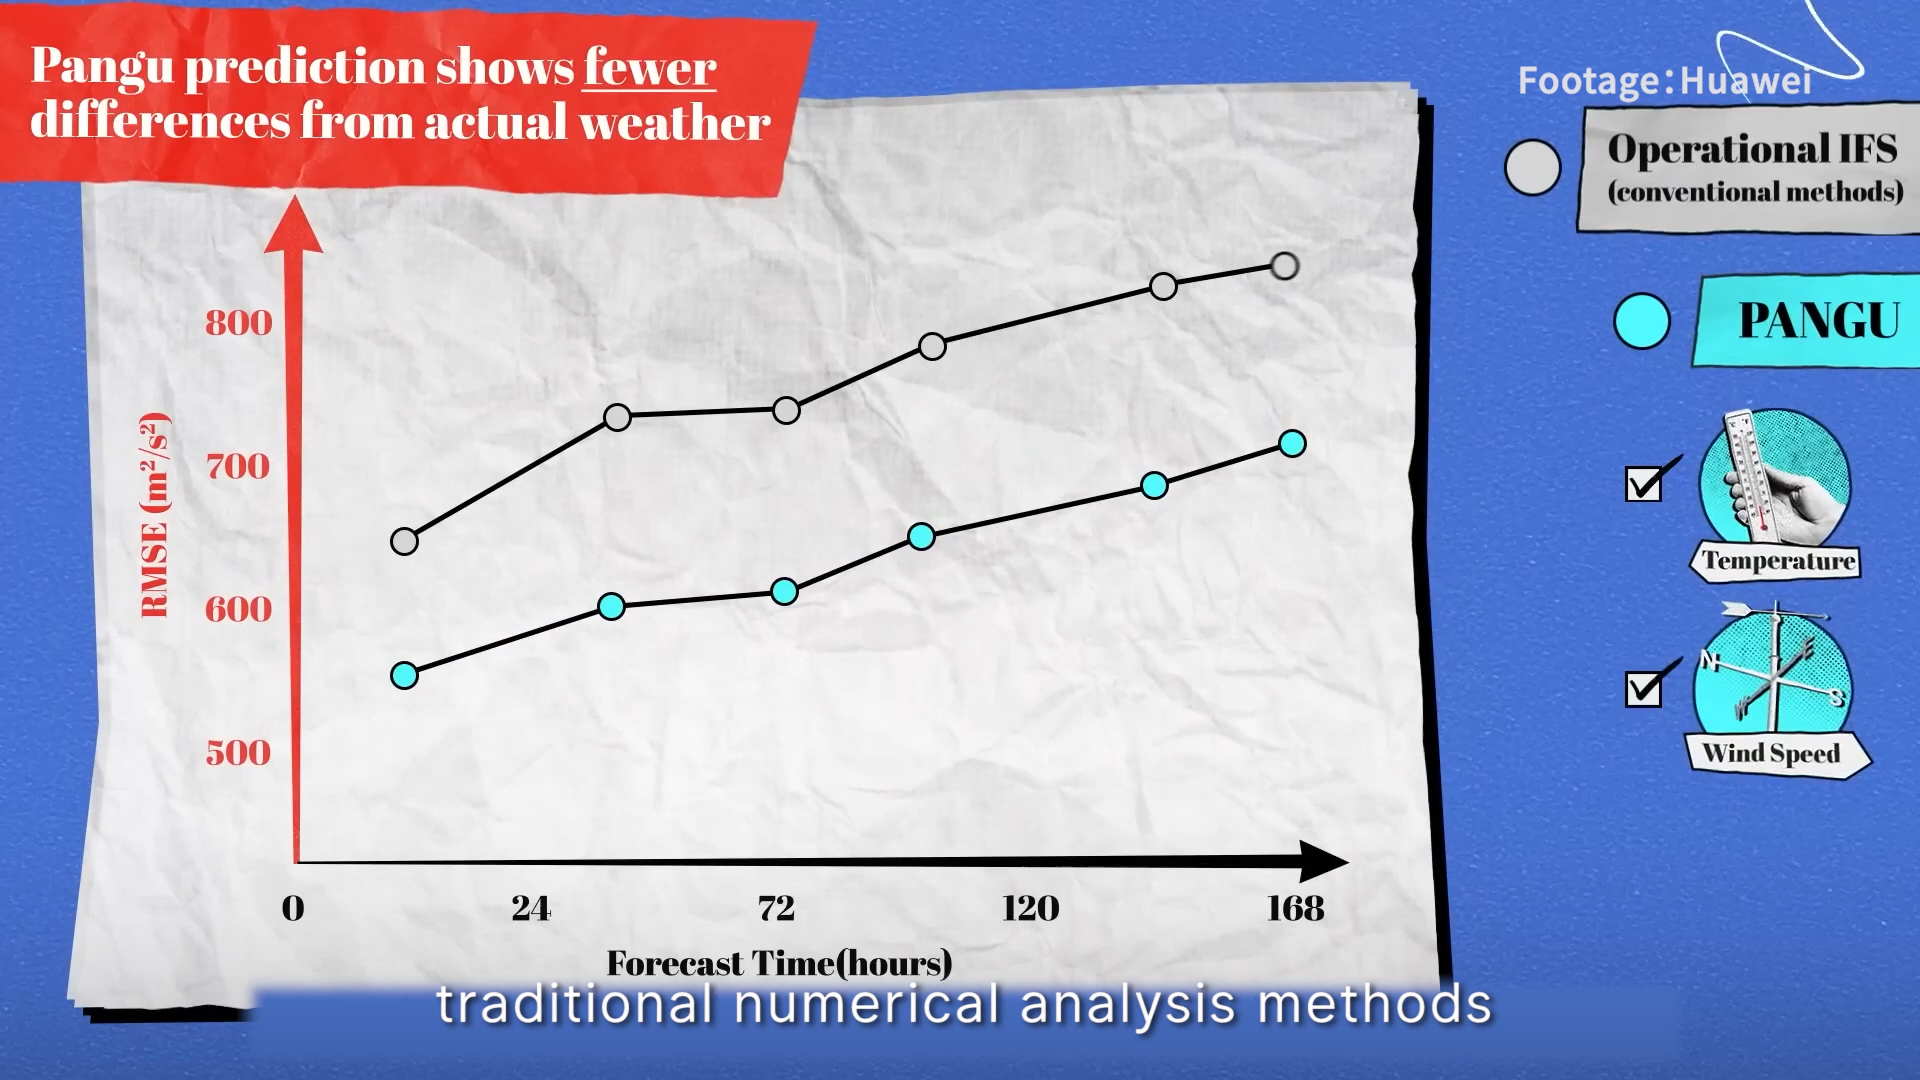 Pangu prediction shows fewer
differences from actual weather
Footage:Huawei
Operational IFS
(conventional methods)
PANGU
Temperature
N
E
W
S
Wind Speed
RMSE (m²/s²)
800
700
600
500
0 24 72 120 168
Forecast Time(hours)
traditional numerical analysis methods